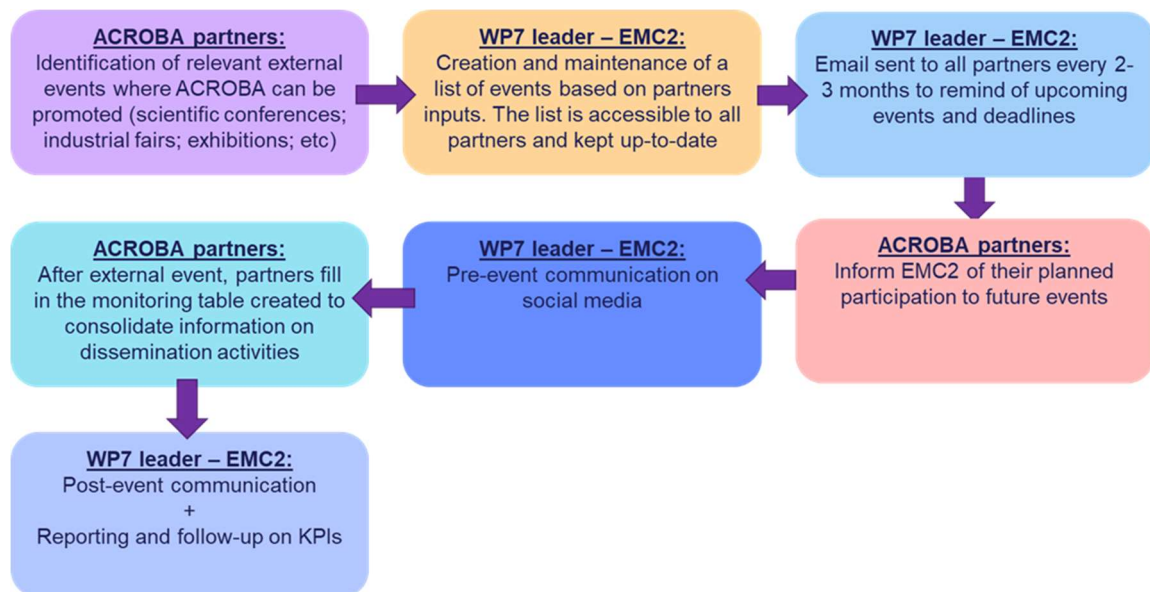 ACROBA partners:
Identification of relevant external
events where ACROBA can be
promoted (scientific conferences;
industrial fairs; exhibitions; etc)
WP7 leader – EMC2:
Creation and maintenance of a
list of events based on partners
inputs. The list is accessible to all
partners and kept up-to-date
WP7 leader – EMC2:
Email sent to all partners every 2-
3 months to remind of upcoming
events and deadlines
ACROBA partners:
Inform EMC2 of their planned
participation to future events
WP7 leader – EMC2:
Pre-event communication on
social media
ACROBA partners:
After external event, partners fill
in the monitoring table created to
consolidate information on
dissemination activities
WP7 leader – EMC2:
Post-event communication
+
Reporting and follow-up on KPIs